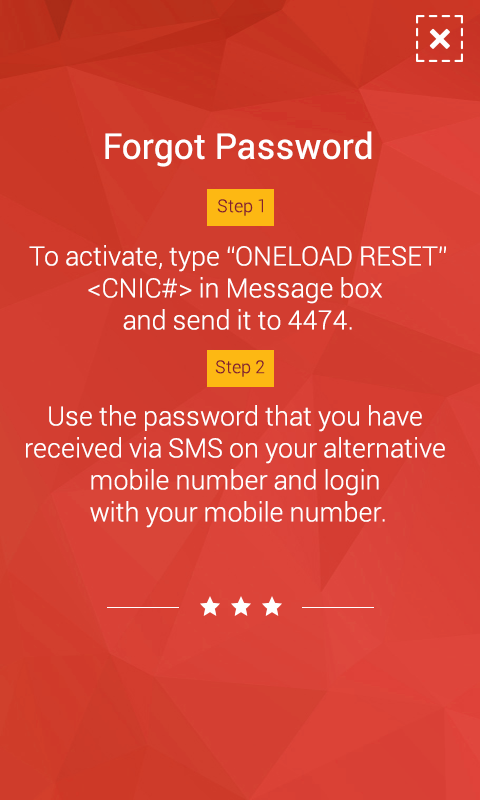 Forgot Password
Step 1
To activate, type “ONELOAD RESET”
<CNIC#> in Message box
and send it to 4474.
Step 2
Use the password that you have
received via SMS on your alternative
mobile number and login
with your mobile number.